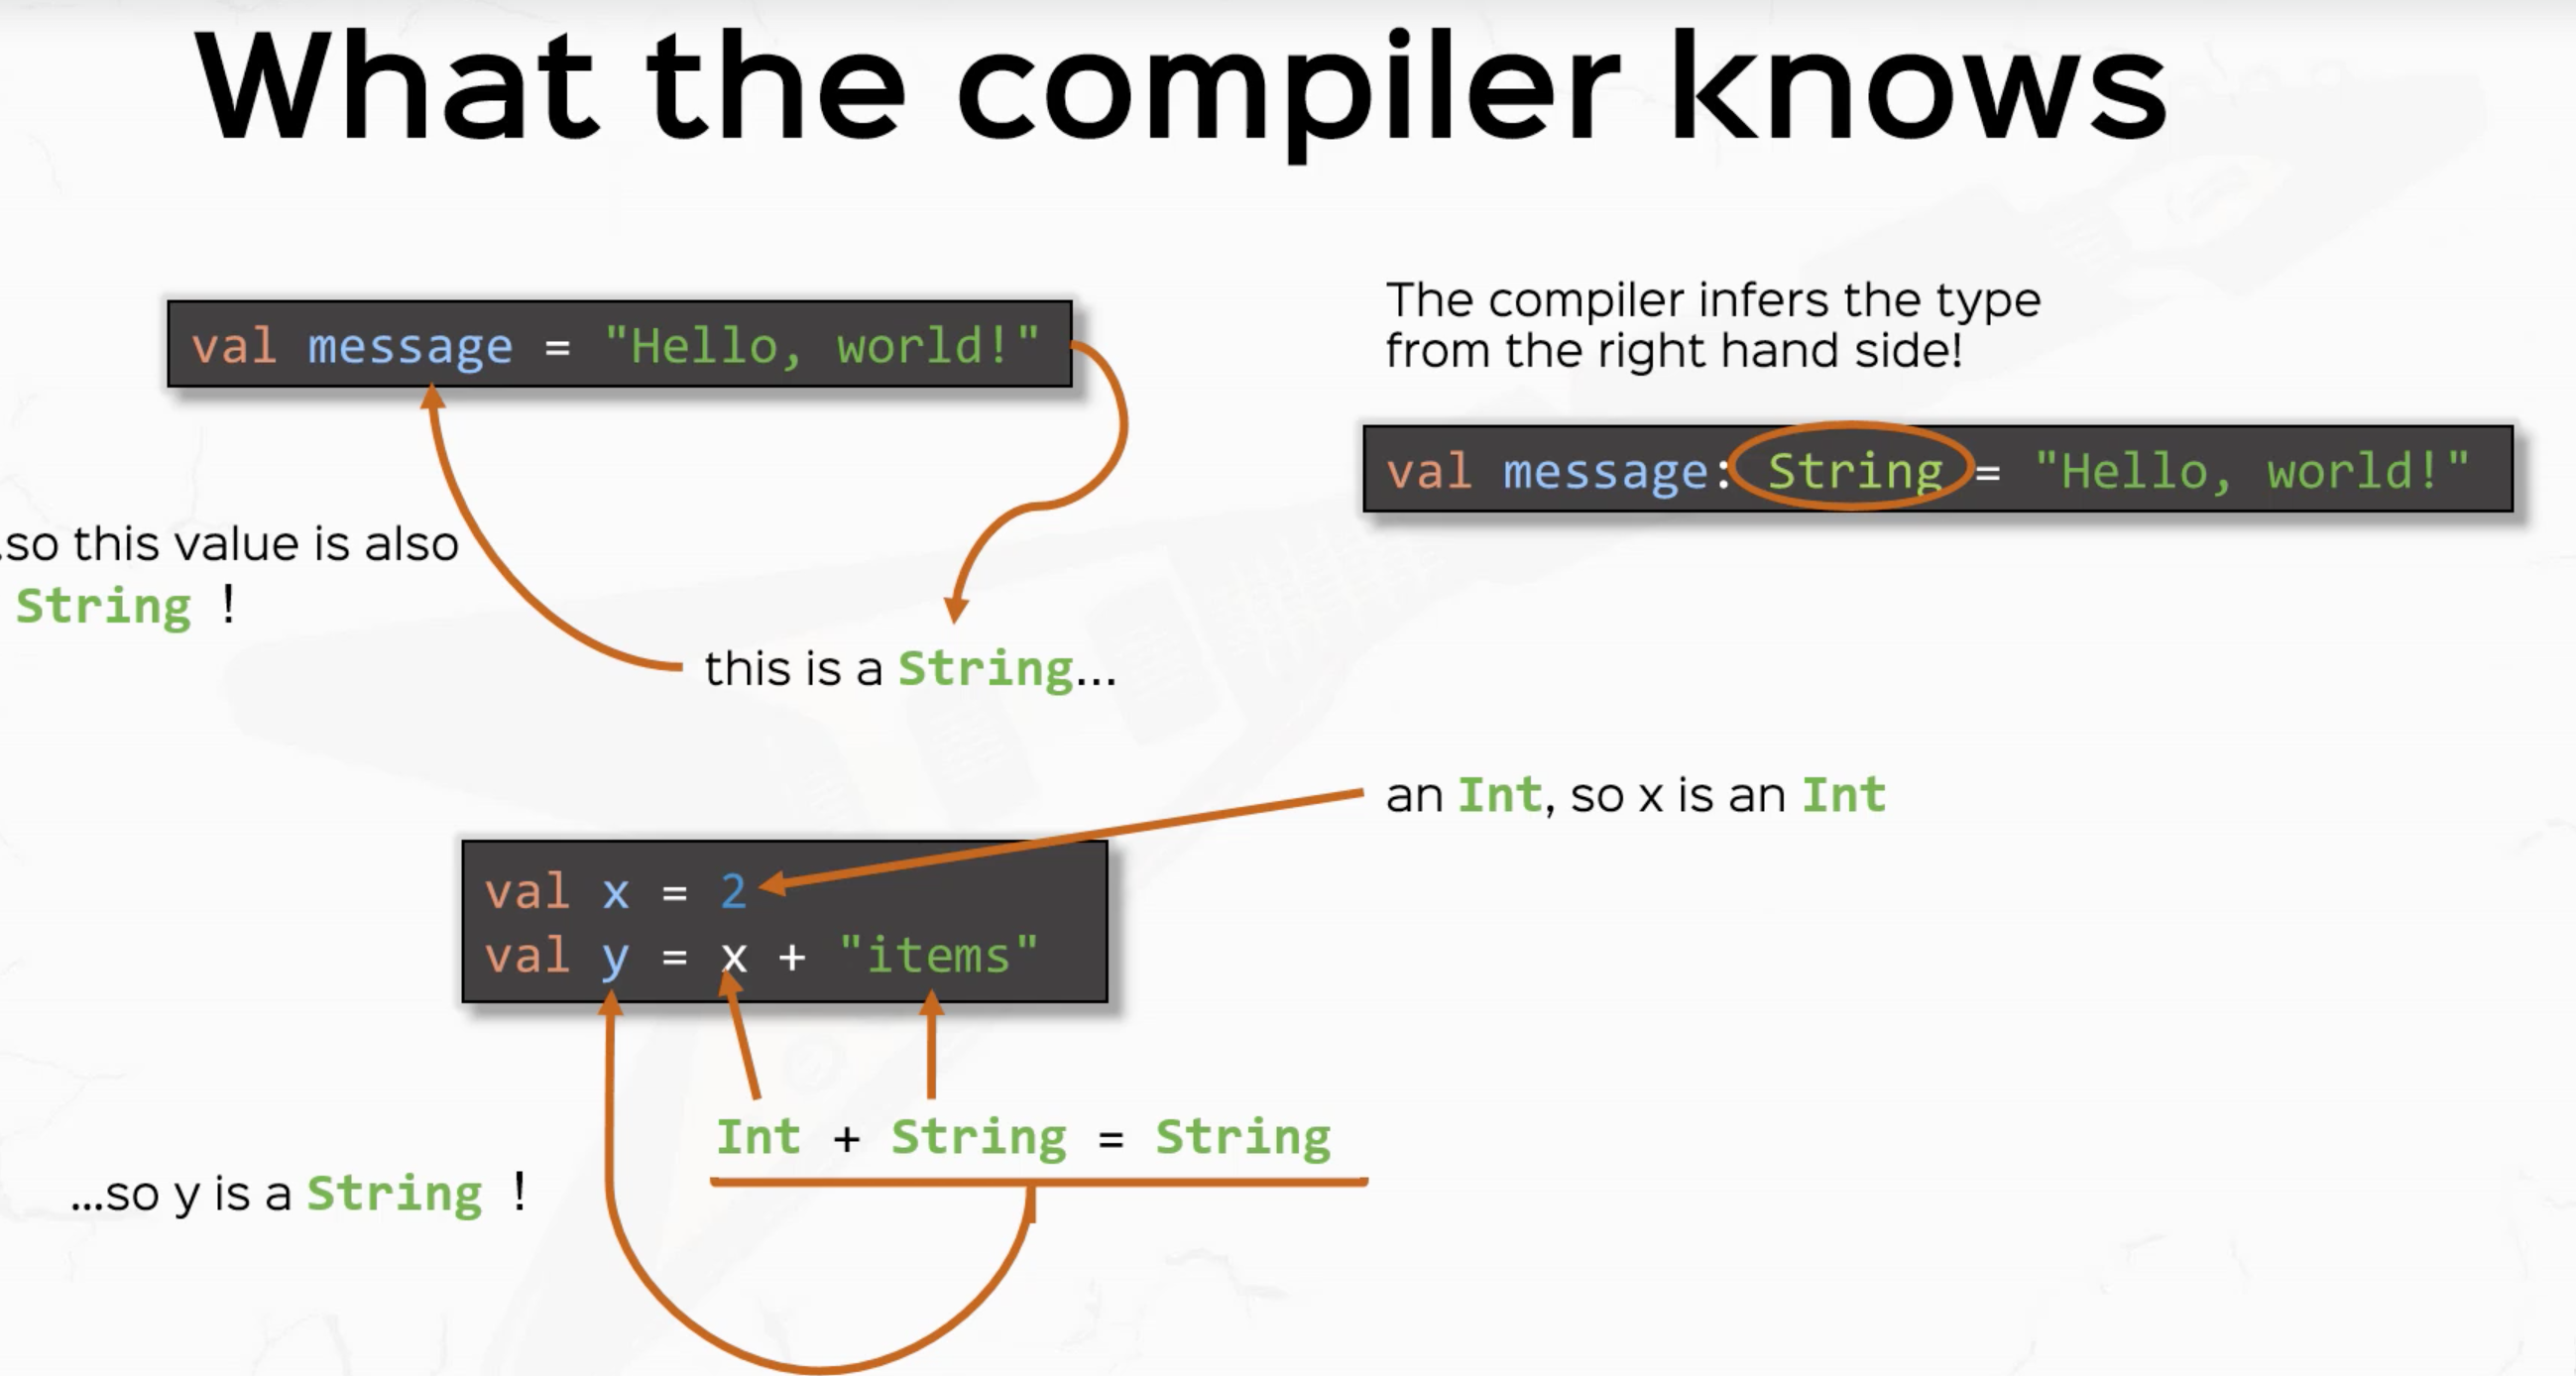 What the compiler knows
val message = "Hello, world!"
The compiler infers the type
from the right hand side!
val message: String = "Hello, world!"
.so this value is also
String !
this is a String...
an Int, so x is an Int
val x = 2
val y = x + "items"
Int + String = String
...so y is a String !